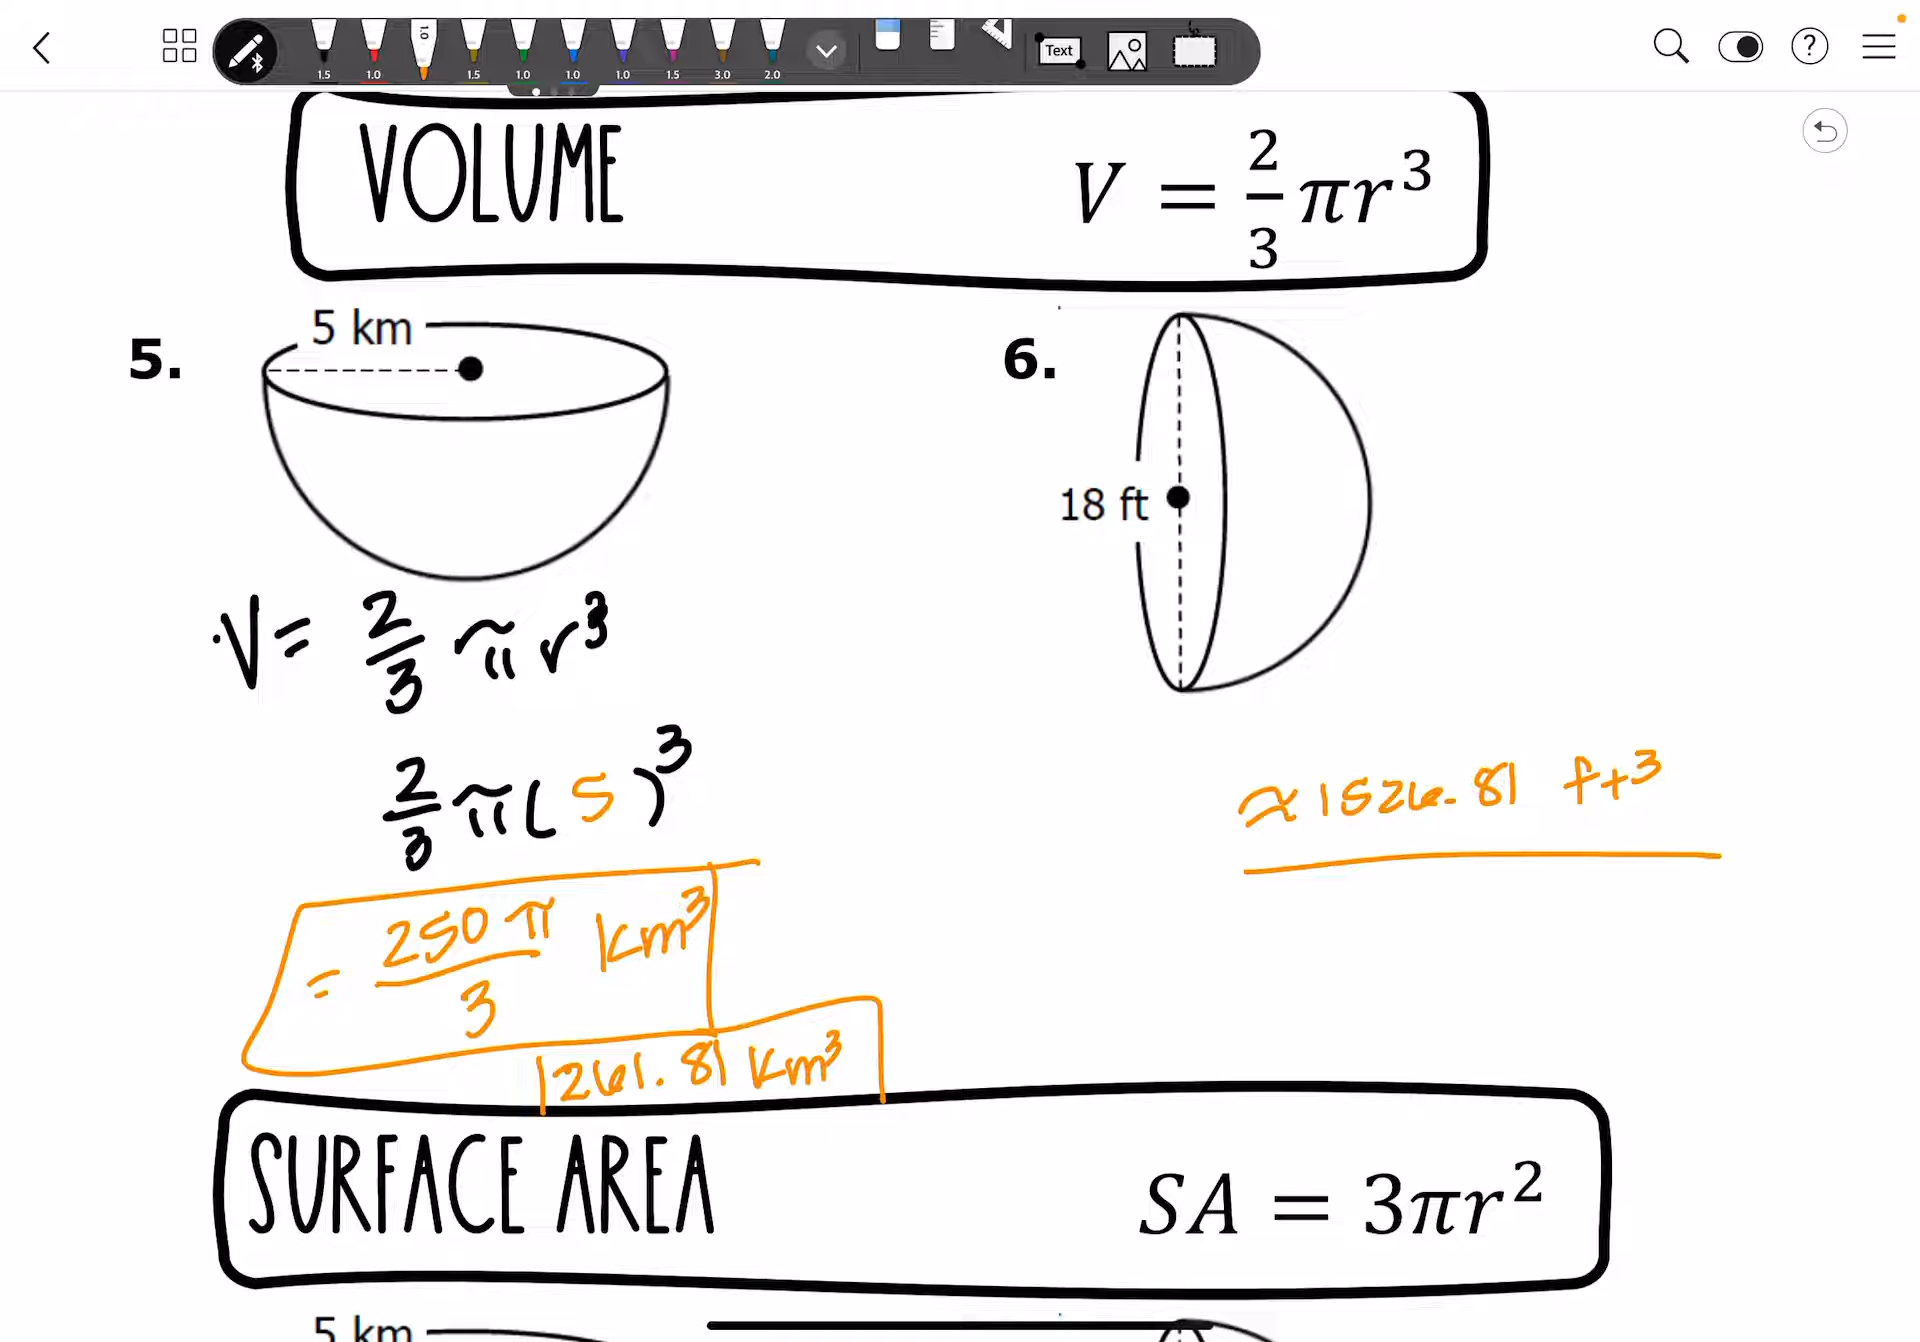 1.0
1.5 1.0 1.5 1.0 1.0 1.0 1.5 3.0 2.0
Text
?
VOLUME
V = 2/3 πr³
5.
5 km
6.
18 ft
V = 2/3 π r³
2/3 π( 5 )³
= 250π/3 Km³
261.81 Km³
≈ 1526.81 ft³
SURFACE AREA
SA = 3πr²
5 km